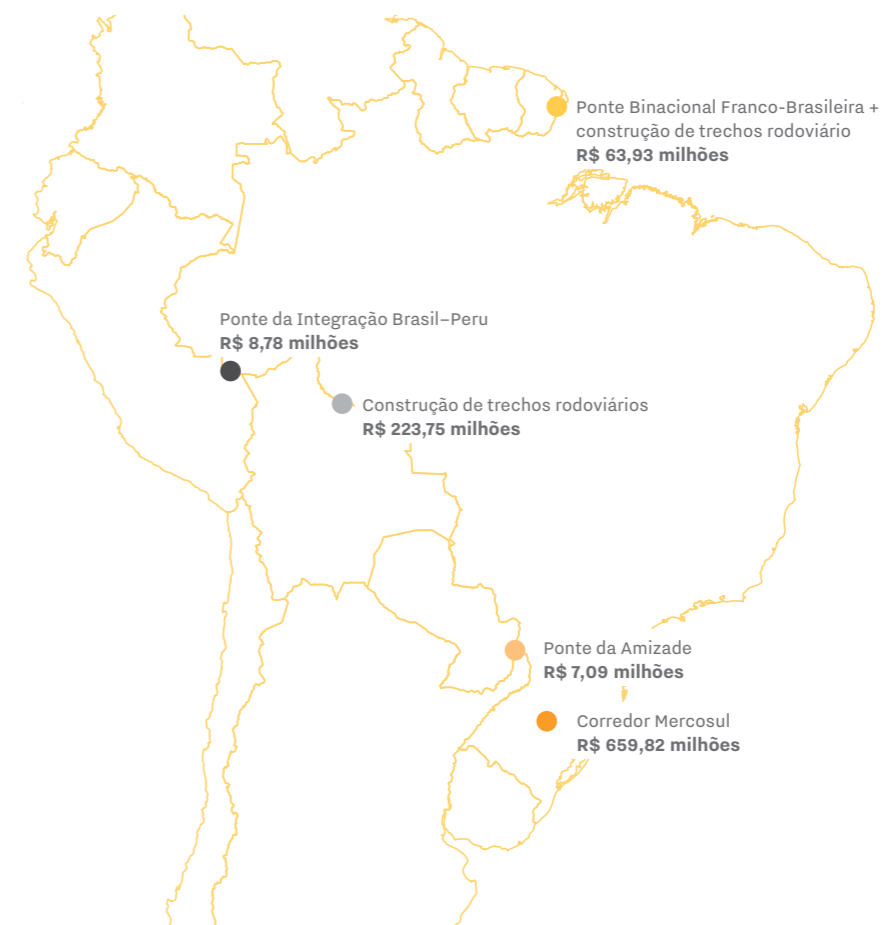 Ponte Binacional Franco-Brasileira +
construção de trechos rodoviário
R$ 63,93 milhões
Ponte da Integração Brasil–Peru
R$ 8,78 milhões
Construção de trechos rodoviários
R$ 223,75 milhões
Ponte da Amizade
R$ 7,09 milhões
Corredor Mercosul
R$ 659,82 milhões